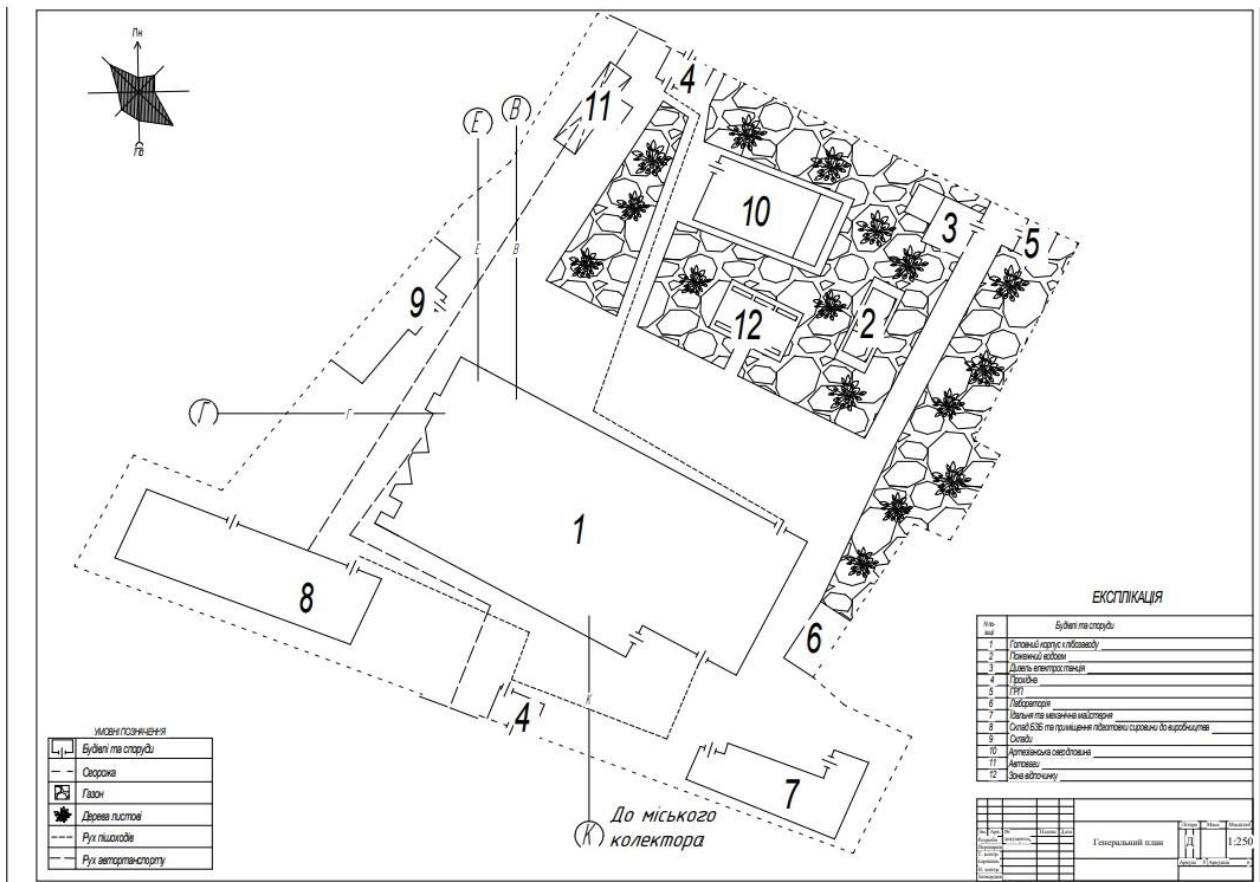 Пн
Пв
Е
В
Е
В
Г
Г
11
4
10
3
5
9
12
2
1
8
6
4
7
К
К
До міського
колектора
УМОВНІ ПОЗНАЧЕННЯ
Будівлі та споруди
Огорожа
Газон
Дерева листові
Рух пішоходів
Рух автортанспорту
ЕКСПЛІКАЦІЯ
Будівлі та споруди
1 Головний корпус хлібозаводу
2 Пожежний водоєм
3 Дизель електростанція
4 Прохідна
5 ГРП
6 Лабораторія
7 Їдальня та механічна майстерня
8 Склад БЗБ та приміщення підготовки сировини до виробництва
9 Склади
10 Артезіанська свердловина
11 Автоваги
12 Зона відпочинку
Генеральний план
Д
1:250